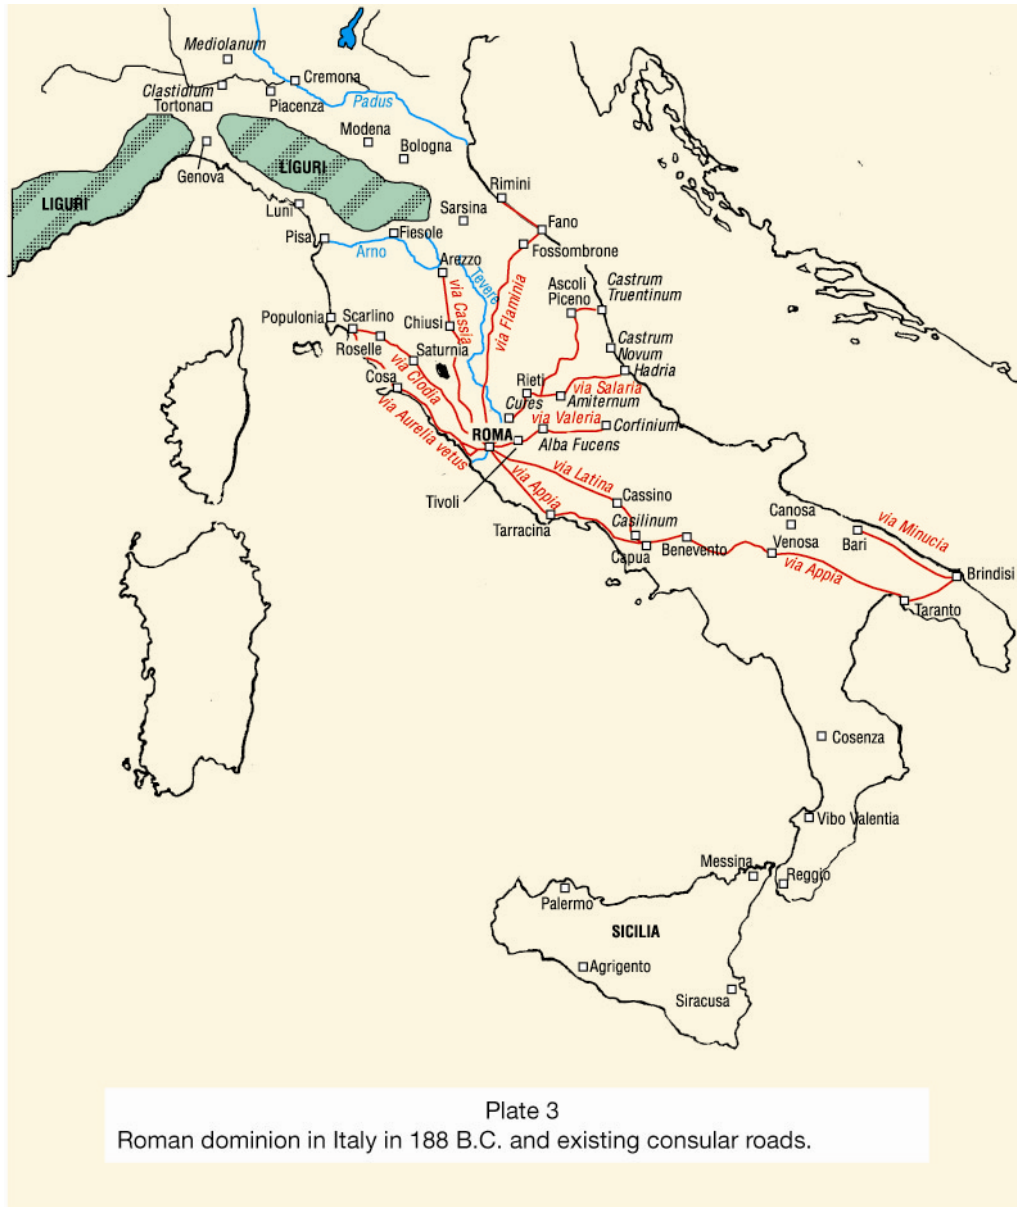 Mediolanum
Cremona
Clastidium
Tortona
Piacenza
Padus
Modena
Bologna
Genova
LIGURI
LIGURI
Luni
Rimini
Sarsina
Fano
Fossombrone
Pisa
Fiesole
Arno
Arezzo
Tevere
via Cassia
via Flaminia
Ascoli
Piceno
Castrum
Truentinum
Populonia
Scarlino
Chiusi
Roselle
Saturnia
Castrum
Novum
Hadria
Cosa
via Clodia
Rieti
via Salaria
Cures
Amiternum
via Aurelia vetus
via Valeria
Corfinium
ROMA
Alba Fucens
Tivoli
via Latina
via Appia
Cassino
Tarracina
Casilinum
Capua
Benevento
Canosa
Venosa
Bari
via Minucia
via Appia
Brindisi
Taranto
Cosenza
Vibo Valentia
Messina
Reggio
Palermo
SICILIA
Agrigento
Siracusa
Plate 3
Roman dominion in Italy in 188 B.C. and existing consular roads.